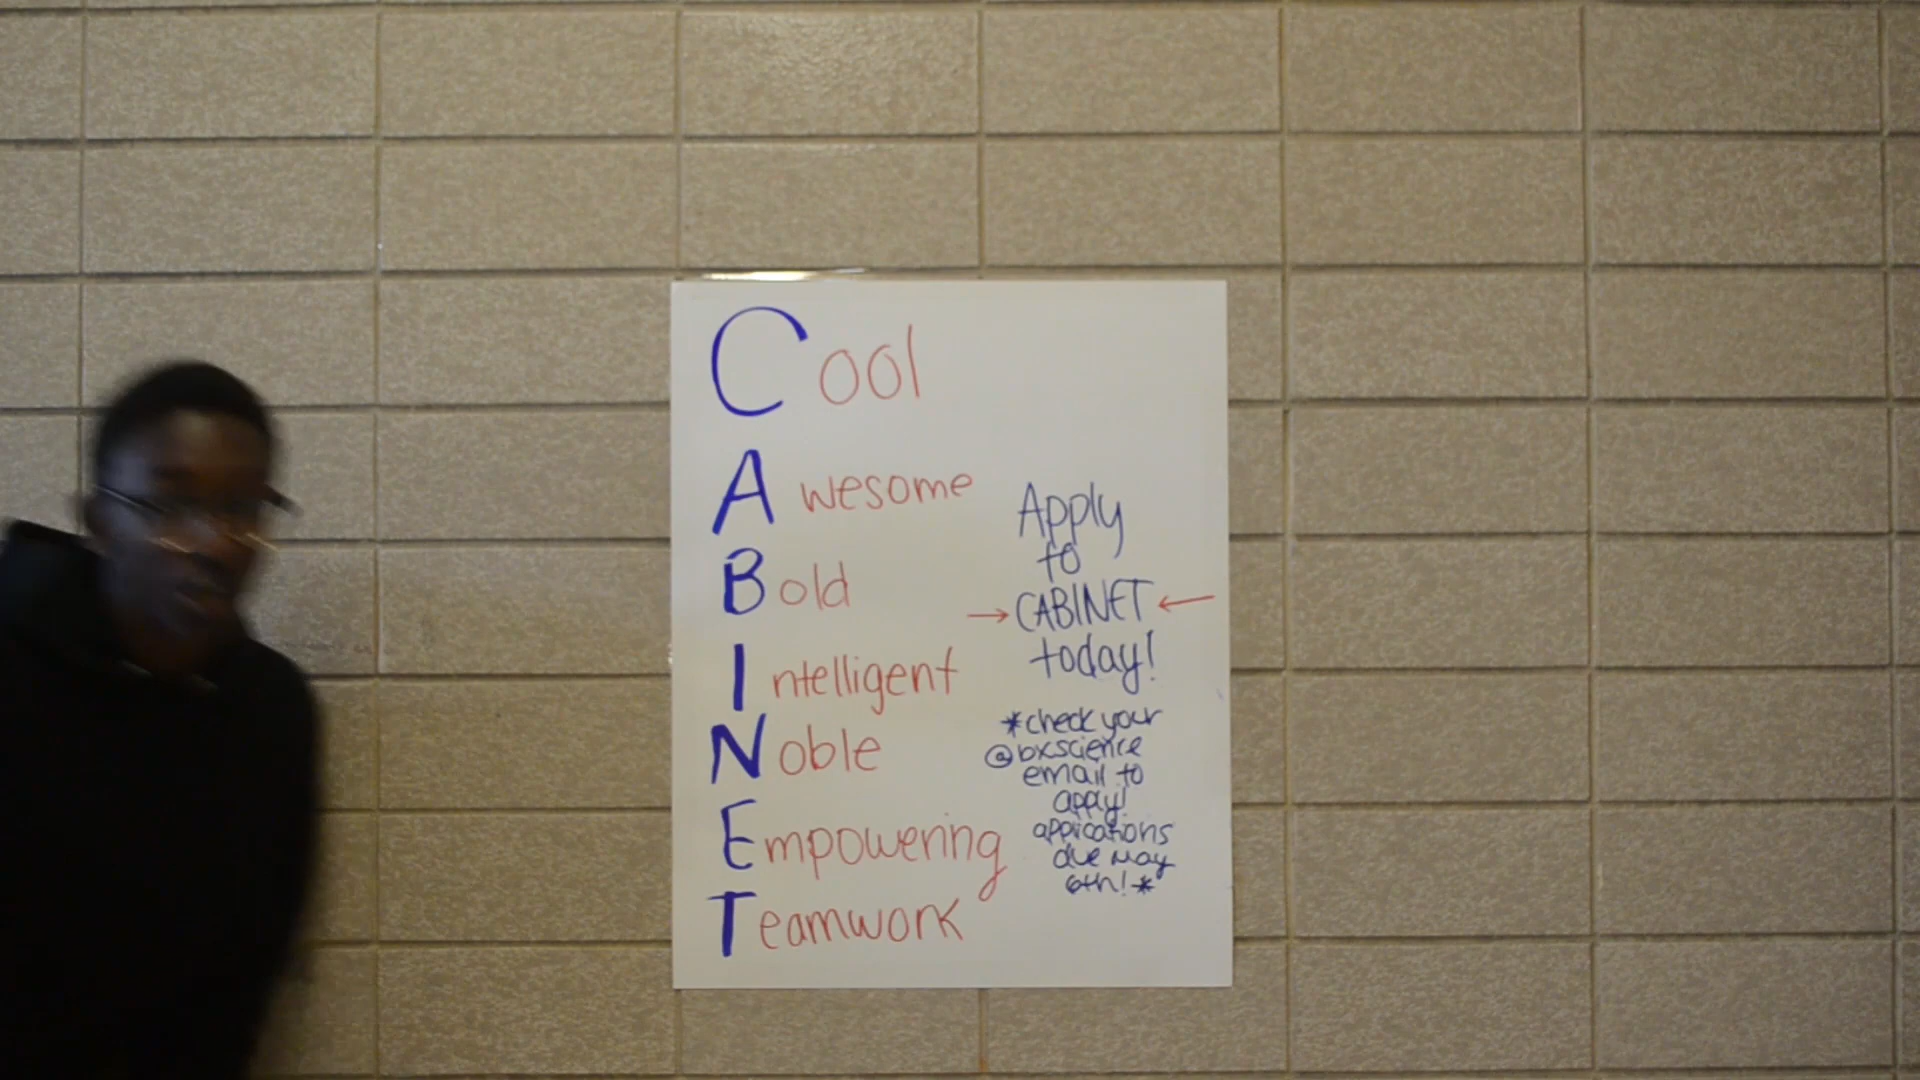 Cool
Awesome
Bold
Intelligent
Noble
Empowering
Teamwork
Apply
to
→ CABINET ←
today!
*check your
@bxscience
email to
apply!
applications
due May
6th!*